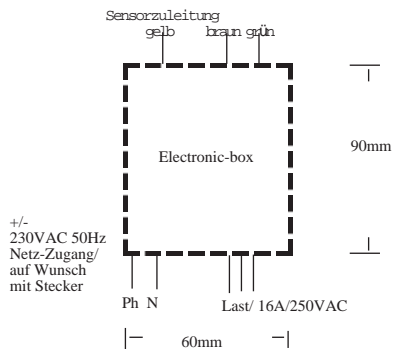 Sensorzuleitung
gelb braun grün
Electronic-box
90mm
+/-
230VAC 50Hz
Netz-Zugang/
auf Wunsch
mit Stecker
Ph N
Last/ 16A/250VAC
60mm